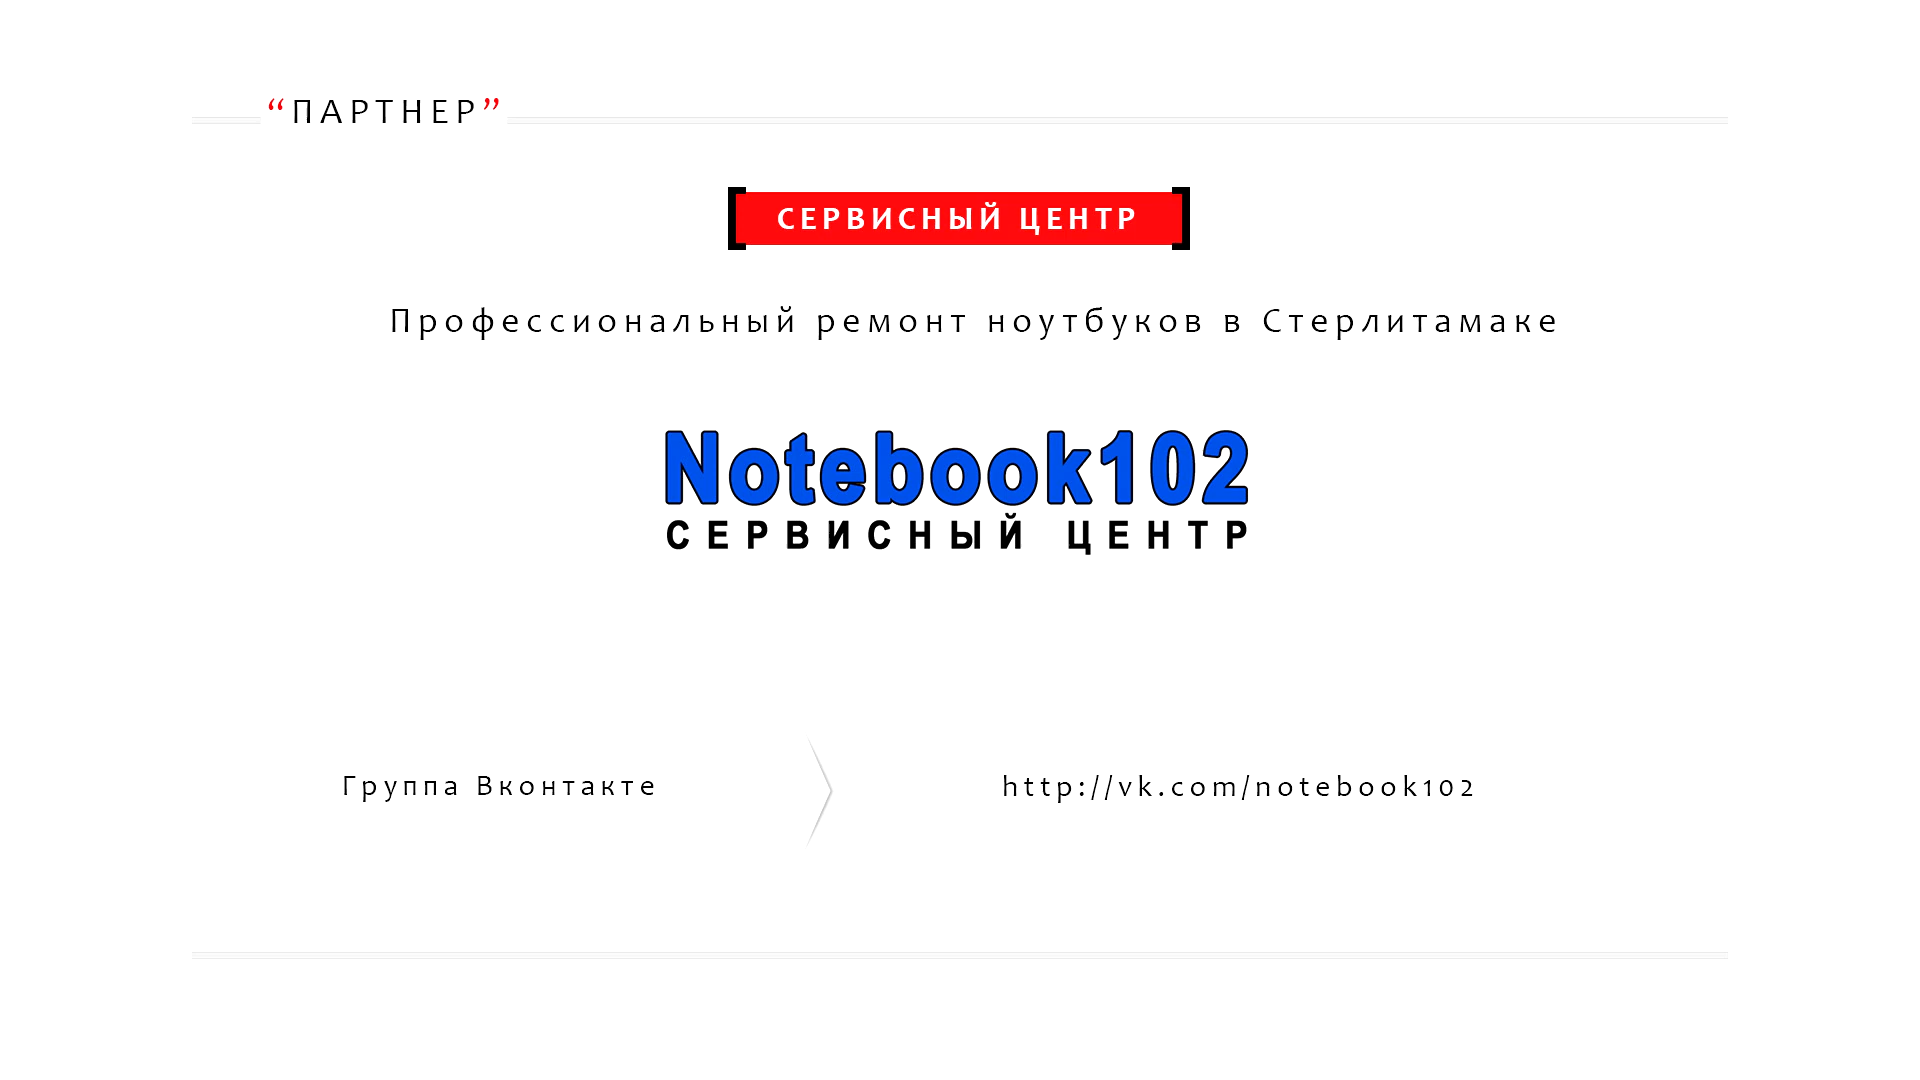 “ПАРТНЕР”
СЕРВИСНЫЙ ЦЕНТР
Профессиональный ремонт ноутбуков в Стерлитамаке
Notebook102
СЕРВИСНЫЙ ЦЕНТР
Группа Вконтакте
http://vk.com/notebook102